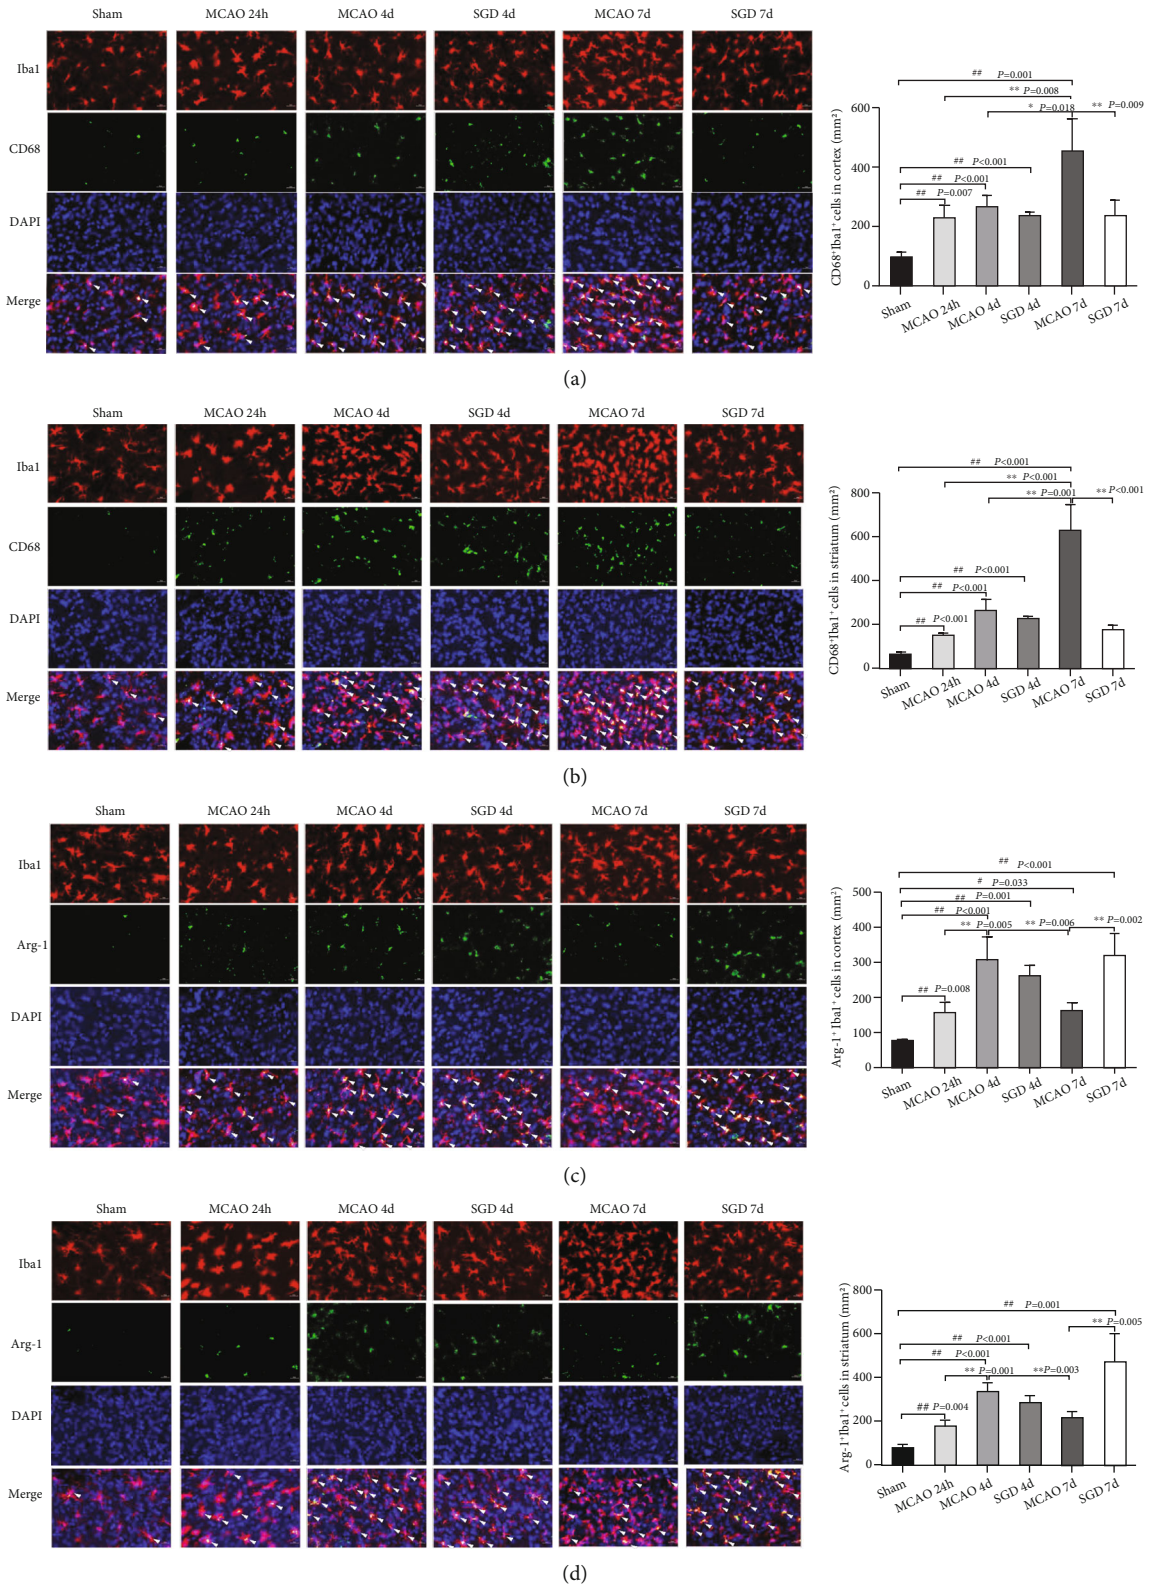 Sham MCAO 24h MCAO 4d SGD 4d MCAO 7d SGD 7d
Iba1
CD68
DAPI
Merge
CD68⁺Iba1⁺ cells in cortex (mm²)
600
400
200
0
## P=0.001
** P=0.008
* P=0.018
** P=0.009
## P<0.001
## P<0.001
## P=0.007
Sham MCAO 24h MCAO 4d SGD 4d MCAO 7d SGD 7d
(a)
Sham MCAO 24h MCAO 4d SGD 4d MCAO 7d SGD 7d
Iba1
CD68
DAPI
Merge
CD68⁺Iba1⁺ cells in striatum (mm²)
800
600
400
200
0
## P<0.001
** P<0.001
** P=0.001
** P<0.001
## P<0.001
## P<0.001
## P<0.001
Sham MCAO 24h MCAO 4d SGD 4d MCAO 7d SGD 7d
(b)
Sham MCAO 24h MCAO 4d SGD 4d MCAO 7d SGD 7d
Iba1
Arg-1
DAPI
Merge
Arg-1⁺ Iba1⁺ cells in cortex (mm²)
500
400
300
200
100
0
## P<0.001
# P=0.033
## P=0.001
## P<0.001
** P=0.005
** P=0.006
** P=0.002
## P=0.008
Sham MCAO 24h MCAO 4d SGD 4d MCAO 7d SGD 7d
(c)
Sham MCAO 24h MCAO 4d SGD 4d MCAO 7d SGD 7d
Iba1
Arg-1
DAPI
Merge
Arg-1⁺Iba1⁺ cells in striatum (mm²)
800
600
400
200
0
## P=0.001
** P=0.005
## P<0.001
## P<0.001
** P=0.001
**P=0.003
## P=0.004
Sham MCAO 24h MCAO 4d SGD 4d MCAO 7d SGD 7d
(d)